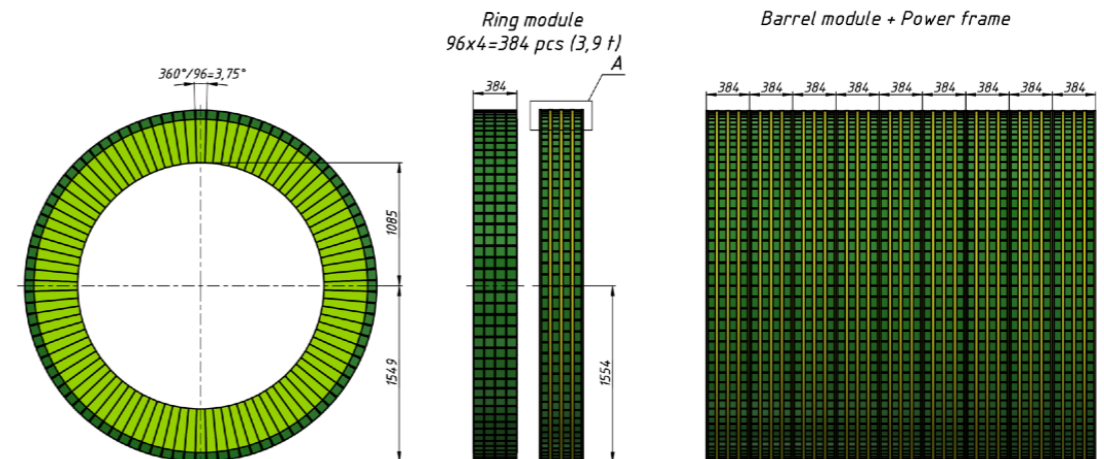 Ring module
96x4=384 pcs (3,9 t)
Barrel module + Power frame
360°/96=3,75°
A
384
384 384 384 384 384 384 384 384 384
1085
1549
1554